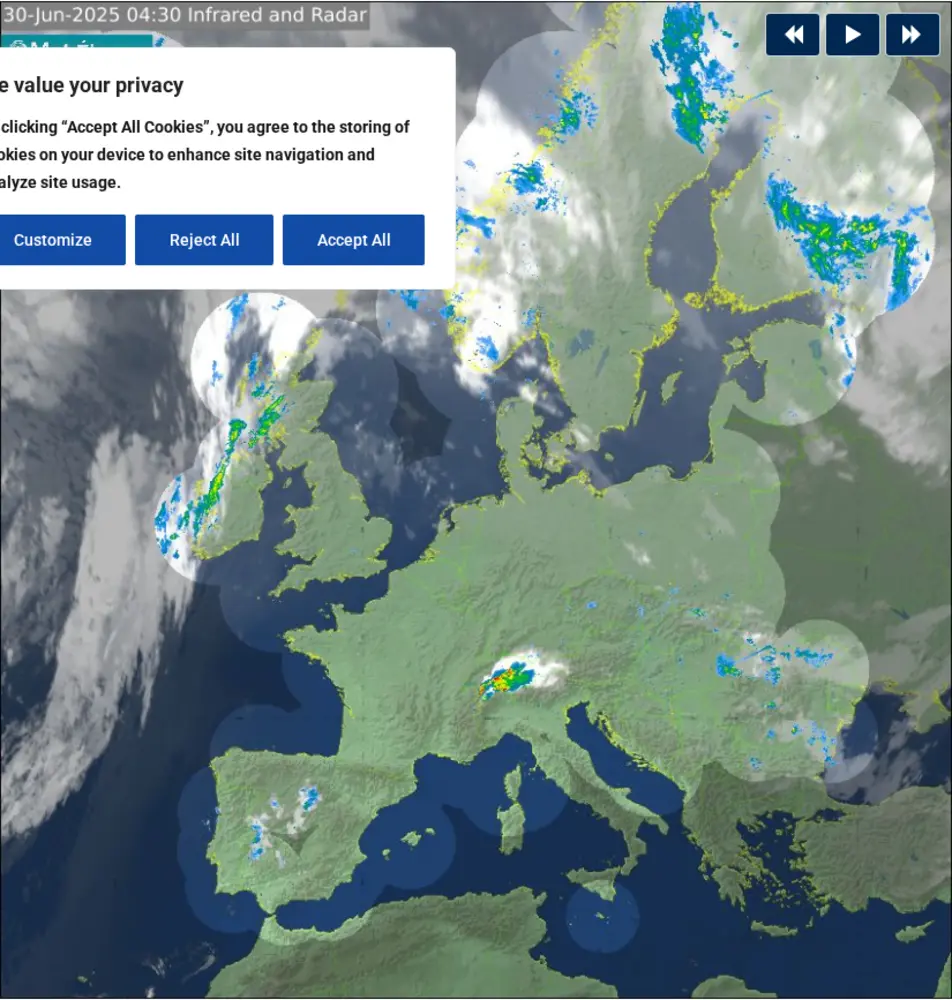 30-Jun-2025 04:30 Infrared and Radar
e value your privacy
clicking “Accept All Cookies”, you agree to the storing of
okies on your device to enhance site navigation and
alyze site usage.
Customize Reject All Accept All